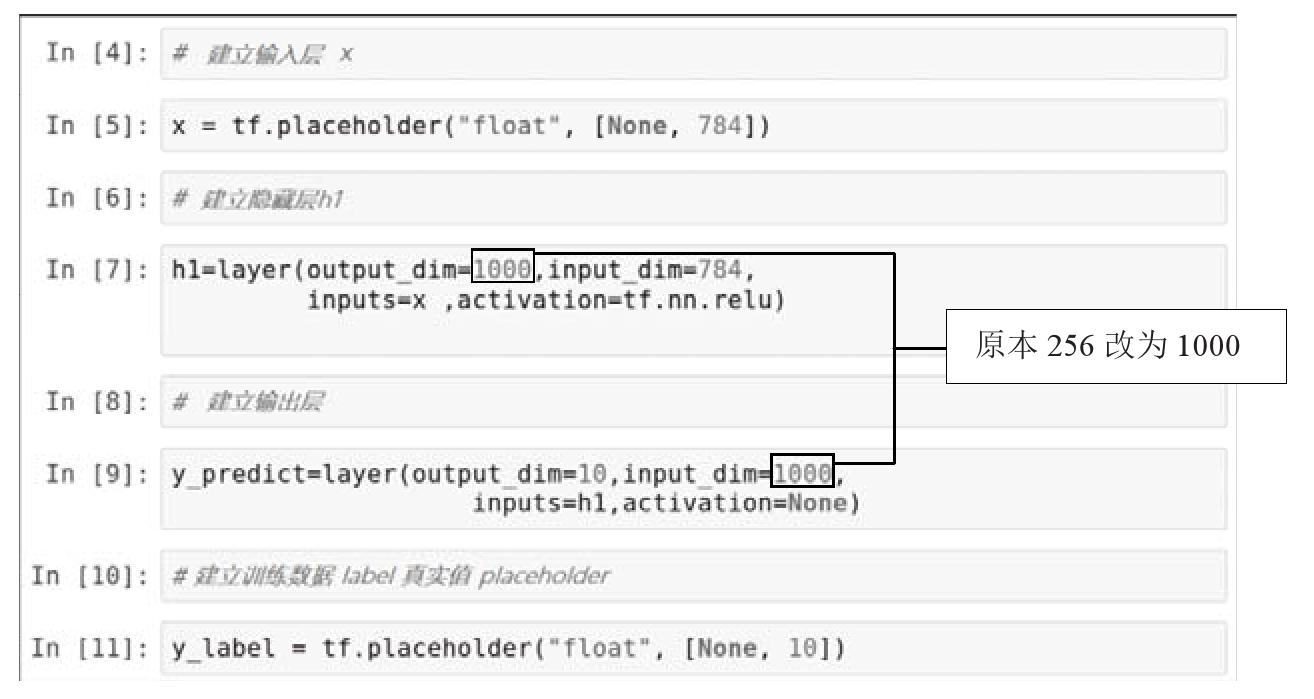 In [4]: # 建立输入层 x
In [5]: x = tf.placeholder("float", [None, 784])
In [6]: # 建立隐藏层h1
In [7]: h1=layer(output_dim=1000,input_dim=784,
inputs=x ,activation=tf.nn.relu)
原本 256 改为 1000
In [8]: # 建立输出层
In [9]: y_predict=layer(output_dim=10,input_dim=1000,
inputs=h1,activation=None)
In [10]: # 建立训练数据 label 真实值 placeholder
In [11]: y_label = tf.placeholder("float", [None, 10])